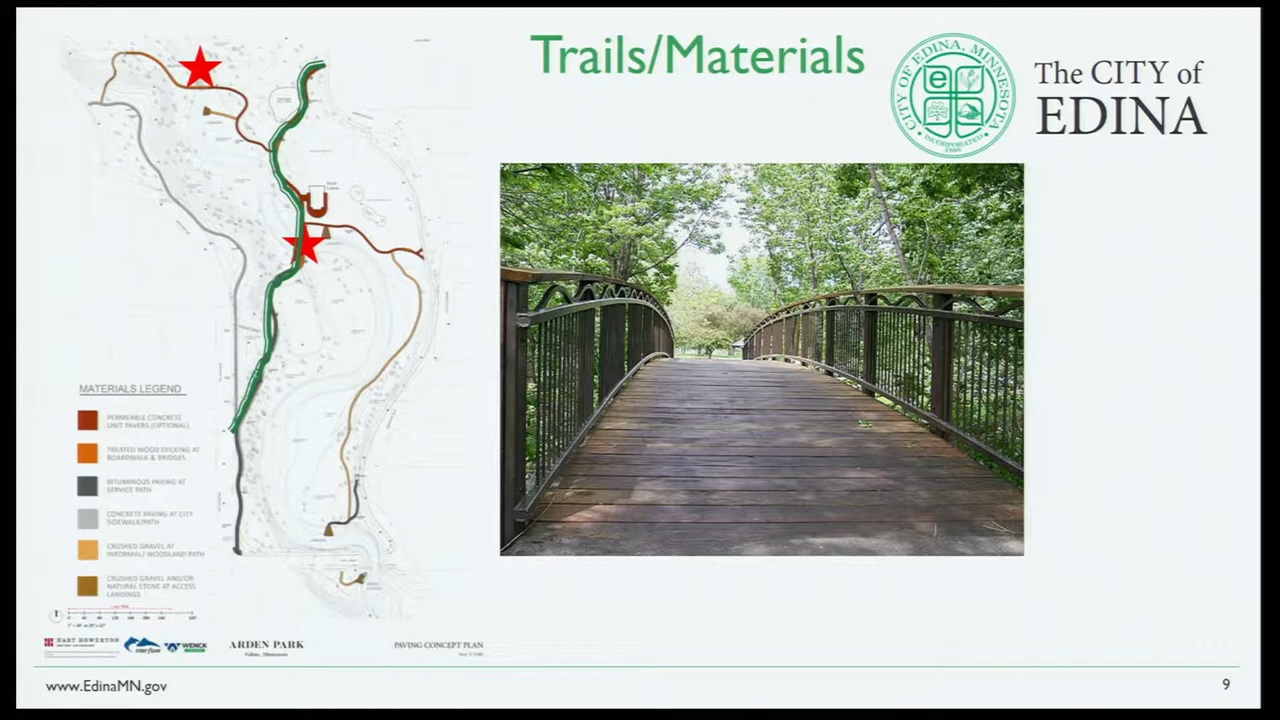 Trails/Materials
CITY OF EDINA, MINNESOTA
INCORPORATED
e
The CITY of
EDINA
MATERIALS LEGEND
PERMEABLE CONCRETE
UNIT PAVERS (OPTIONAL)
TREATED WOOD DECKING AT
BOARDWALK & BRIDGES
BITUMINOUS PAVING AT
SERVICE PATH
CONCRETE PAVING AT CITY
SIDEWALK/PATH
CRUSHED GRAVEL AT
INFORMAL/ WOODLAND PATH
CRUSHED GRAVEL AND/OR
NATURAL STONE AT ACCESS
LANDINGS
HART HOWERTON
interfluve
WENCK
ARDEN PARK
Edina, Minnesota
PAVING CONCEPT PLAN
www.EdinaMN.gov
9